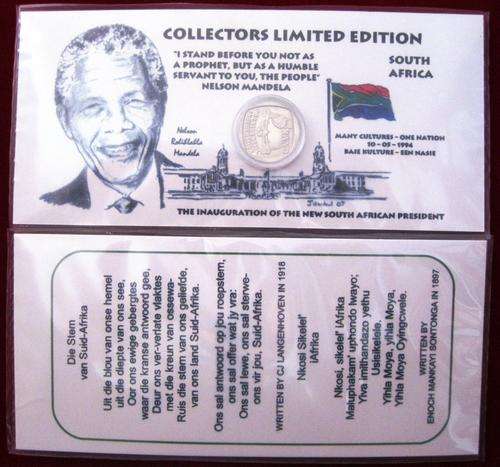 COLLECTORS LIMITED EDITION
"I STAND BEFORE YOU NOT AS
A PROPHET, BUT AS A HUMBLE
SERVANT TO YOU, THE PEOPLE"
NELSON MANDELA
SOUTH
AFRICA
Nelson
Rolihlahla
Mandela
MANY CULTURES - ONE NATION
10 - 05 - 1994
BAIE KULTURE - EEN NASIE
THE INAUGURATION OF THE NEW SOUTH AFRICAN PRESIDENT
Die Stem
van Suid-Afrika
Uit die blou van onse hemel
uit die diepte van ons see,
Oor ons ewige gebergtes
waar die kranse antwoord gee,
Deur ons ver-verlate vlaktes
met die kreun van ossewa-
Ruis die stem van ons geliefde,
van ons land Suid-Afrika.
Ons sal antwoord op jou roepstem,
ons sal offer wat jy vra:
Ons sal lewe, ons sal sterwe-
ons vir jou, Suid-Afrika.
WRITTEN BY CJ LANGENHOVEN IN 1918
Nkosi Sikelel'
iAfrika
Nkosi, sikelel' iAfrika
Maluphakam' uphondo lwayo;
Yiva imithandazo yethu
Usisikelele.
Yihla Moya, yihla Moya,
Yihla Moya Oyingcwele.
WRITTEN BY
ENOCH MANKAYI SONTONGA IN 1897